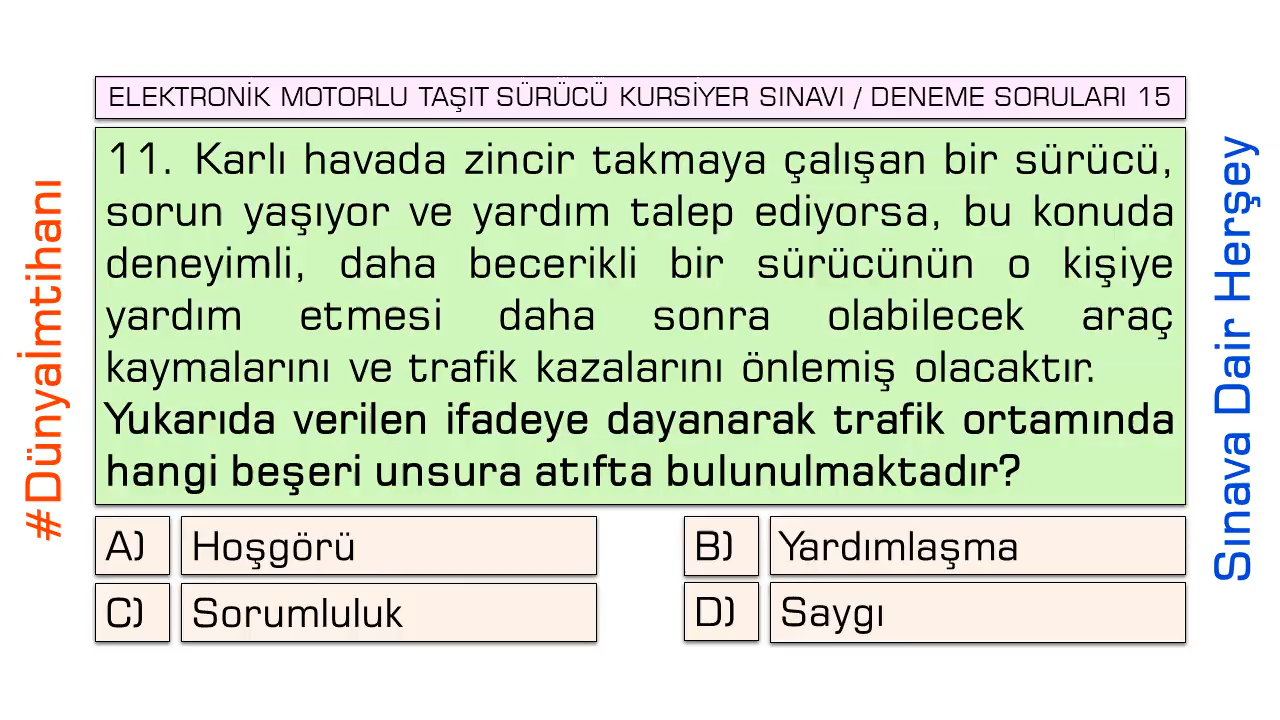 ELEKTRONİK MOTORLU TAŞIT SÜRÜCÜ KURSİYER SINAVI / DENEME SORULARI 15
11. Karlı havada zincir takmaya çalışan bir sürücü,
sorun yaşıyor ve yardım talep ediyorsa, bu konuda
deneyimli, daha becerikli bir sürücünün o kişiye
yardım etmesi daha sonra olabilecek araç
kaymalarını ve trafik kazalarını önlemiş olacaktır.
Yukarıda verilen ifadeye dayanarak trafik ortamında
hangi beşeri unsura atıfta bulunulmaktadır?
A) Hoşgörü
B) Yardımlaşma
C) Sorumluluk
D) Saygı
#Dünyaİmtihanı
Sınava Dair Herşey